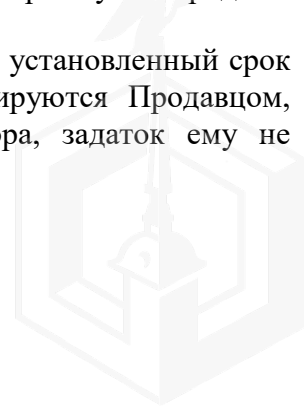 установленный срок
ируются Продавцом,
ра, задаток ему не